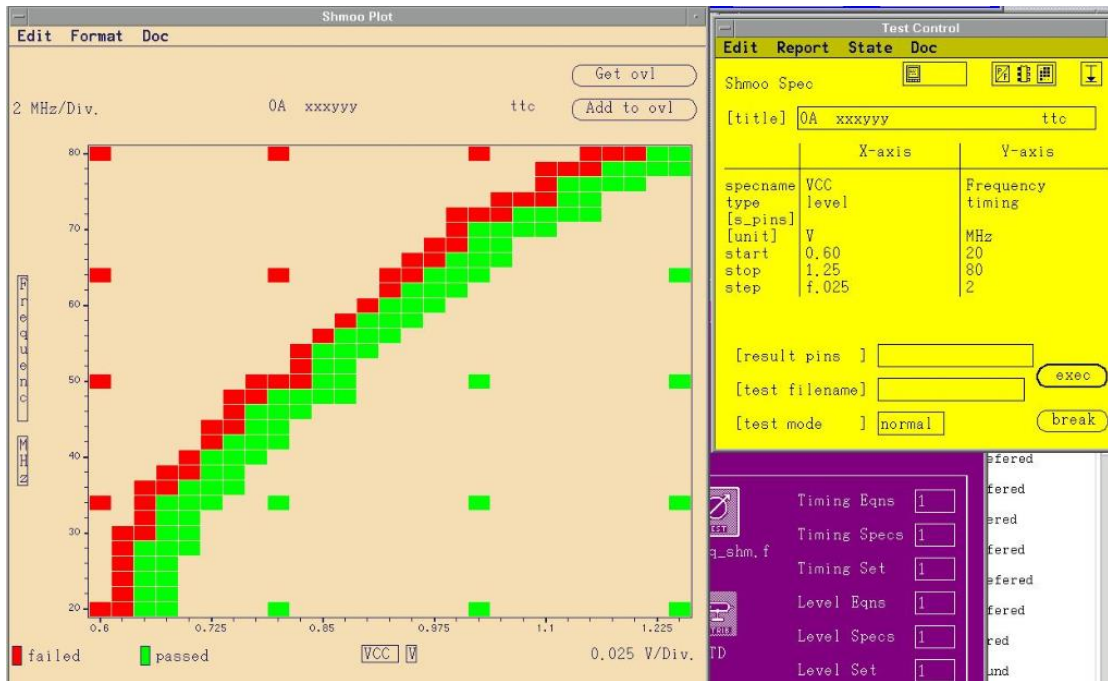 Shmoo Plot
Edit Format Doc
Get ovl
2 MHz/Div. 0A xxxyyy ttc Add to ovl
80
70
60
50
40
30
20
Frequenc
MHz
0.6 0.725 0.85 0.975 1.1 1.225
failed passed VCC V 0.025 V/Div.
Test Control
Edit Report State Doc
Shmoo Spec
[title] 0A xxxyyy ttc
X-axis Y-axis
specname VCC Frequency
type level timing
[s_pins]
[unit] V MHz
start 0.60 20
stop 1.25 80
step f.025 2
[result pins ]
exec
[test filename]
[test mode ] normal break
efered
Timing Eqns 1 fered
EST Timing Specs 1 ered
q_shm.f fered
Timing Set 1 efered
Level Eqns 1 fered
Level Specs 1 red
TD
Level Set 1 und